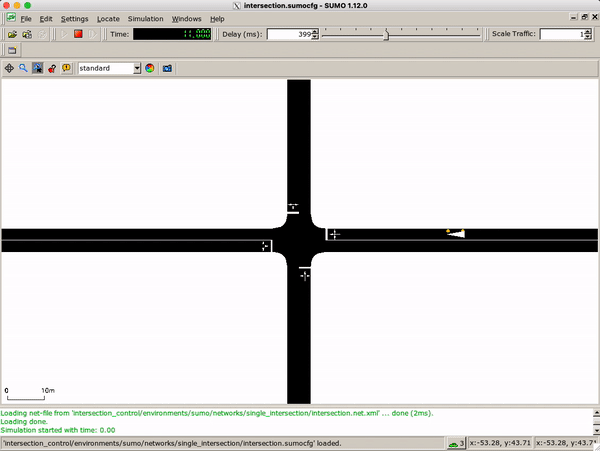 intersection.sumocfg - SUMO 1.12.0
File Edit Settings Locate Simulation Windows Help
Time: 11,000 Delay (ms): 399 Scale Traffic: 1
standard
0 10m
Loading net-file from 'intersection_control/environments/sumo/networks/single_intersection/intersection.net.xml' ... done (2ms).
Loading done.
Simulation started with time: 0.00
'intersection_control/environments/sumo/networks/single_intersection/intersection.sumocfg' loaded.
3
x:-53.28, y:43.71
x:-53.28, y:43.71